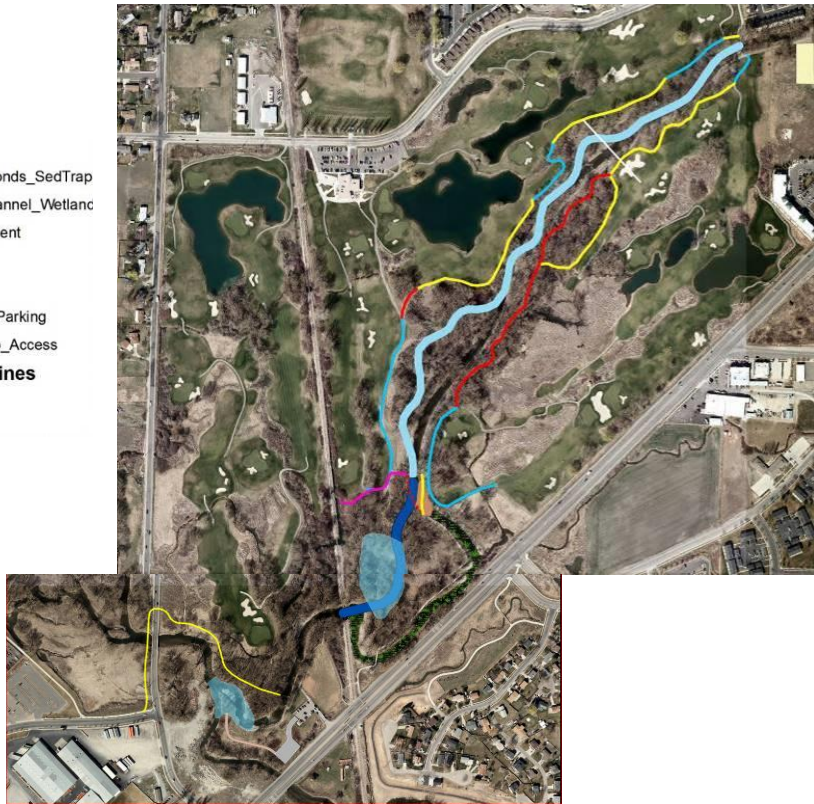 onds_SedTrap
annel_Wetland
ent
Parking
_Access
ines